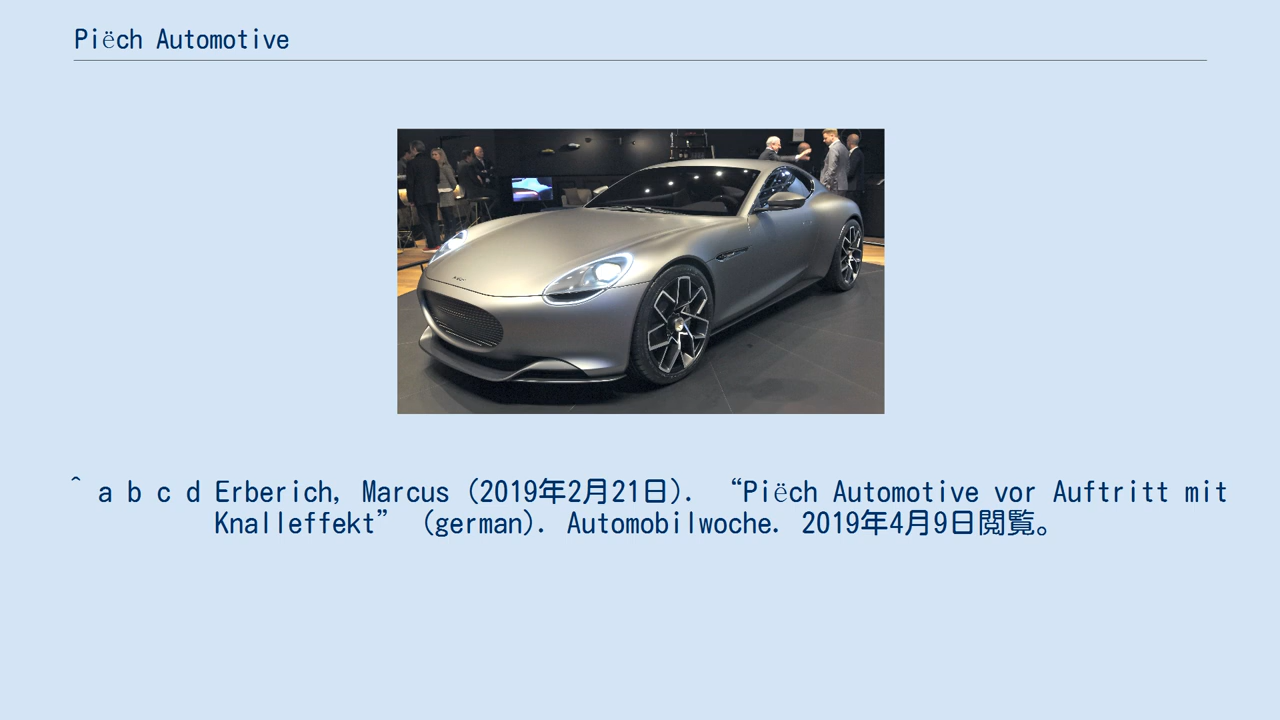 Piëch Automotive
^ a b c d Erberich, Marcus (2019年2月21日). “Piëch Automotive vor Auftritt mit
Knalleffekt” (german). Automobilwoche. 2019年4月9日閲覧。